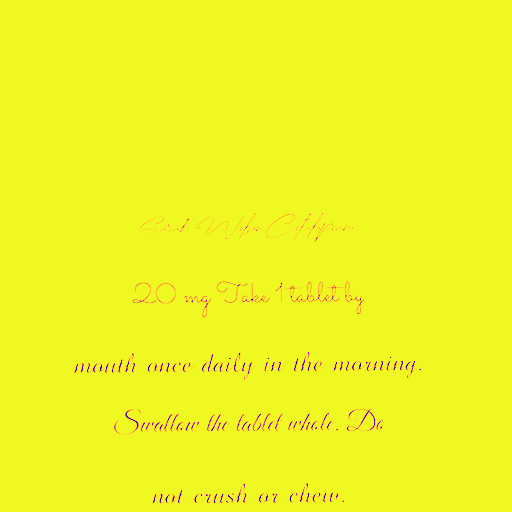 Sarah Wylie Citalopram
20 mg Take 1 tablet by
mouth once daily in the morning.
Swallow the tablet whole. Do
not crush or chew.